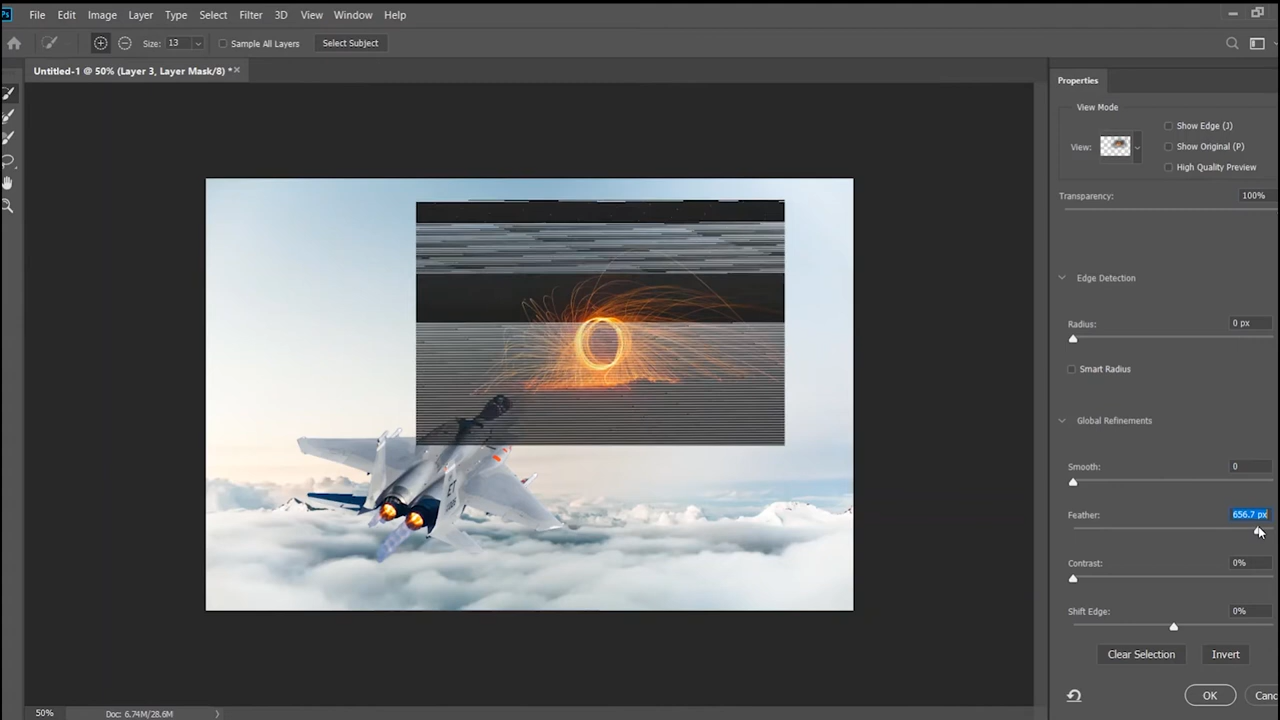 Ps File Edit Image Layer Type Select Filter 3D View Window Help
Size: 13 Sample All Layers Select Subject
Untitled-1 @ 50% (Layer 3, Layer Mask/8) * ×
Properties
View Mode
Show Edge (J)
View:
Show Original (P)
High Quality Preview
Transparency: 100%
Edge Detection
Radius: 0 px
Smart Radius
Global Refinements
Smooth: 0
Feather: 656.7 px
Contrast: 0%
Shift Edge: 0%
Clear Selection Invert
OK Canc
50% Doc: 6.74M/28.6M
ET